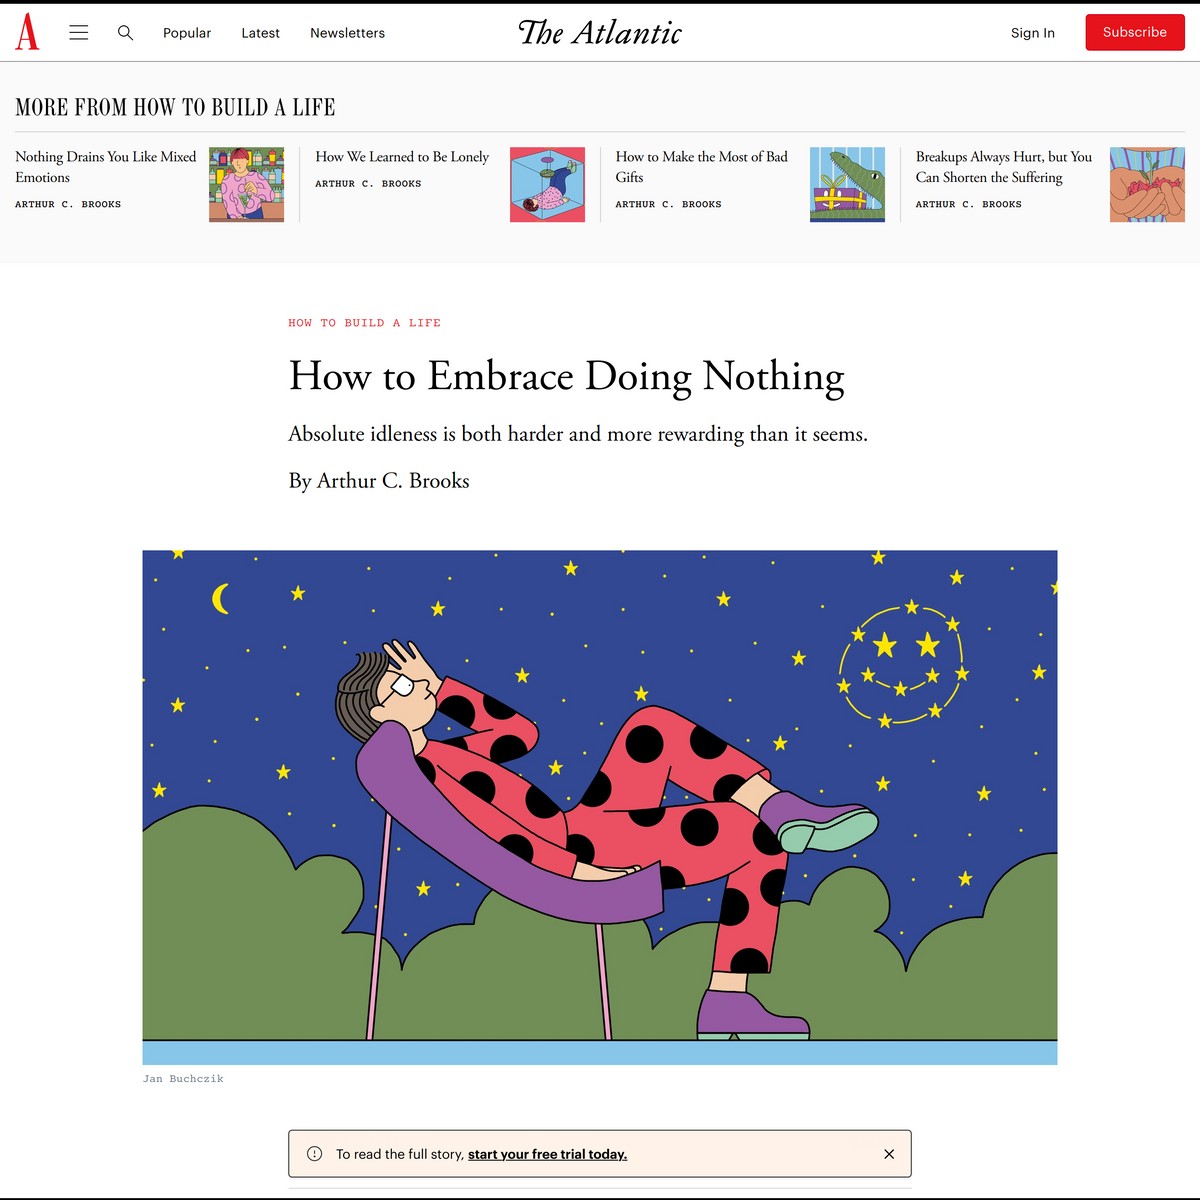 A
Popular
Latest
Newsletters
The Atlantic
Sign In
Subscribe
MORE FROM HOW TO BUILD A LIFE
Nothing Drains You Like Mixed
Emotions
ARTHUR C. BROOKS
How We Learned to Be Lonely
ARTHUR C. BROOKS
How to Make the Most of Bad
Gifts
ARTHUR C. BROOKS
Breakups Always Hurt, but You
Can Shorten the Suffering
ARTHUR C. BROOKS
HOW TO BUILD A LIFE
How to Embrace Doing Nothing
Absolute idleness is both harder and more rewarding than it seems.
By Arthur C. Brooks
Jan Buchczik
To read the full story, start your free trial today.